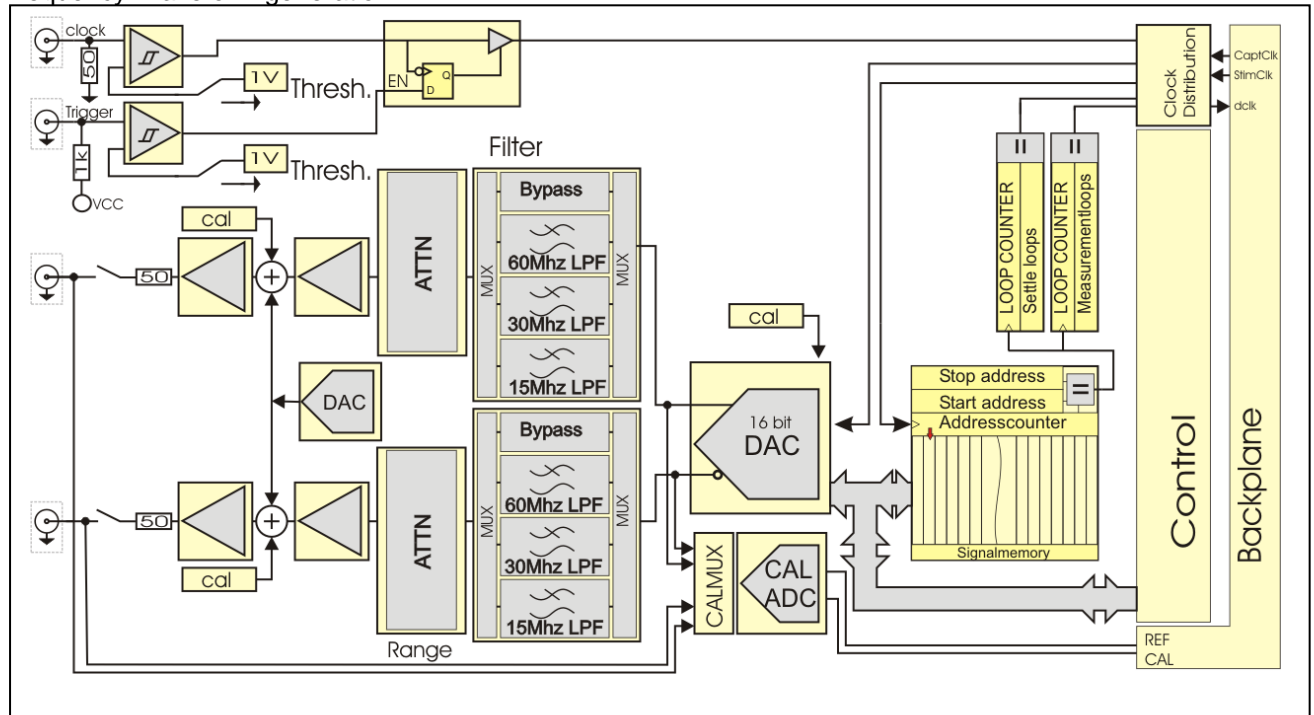 clock
50
1V
Thresh.
EN
Q
D
Clock
Distribution
CaptClk
StimClk
dclk
Trigger
1k
VCC
1V
Thresh.
Filter
=
LOOP COUNTER
Settle loops
=
LOOP COUNTER
Measurementloops
cal
50
ATTN
MUX
Bypass
60Mhz LPF
30Mhz LPF
15Mhz LPF
MUX
cal
DAC
16 bit
DAC
Stop address
Start address
=
Addresscounter
Signalmemory
Control
Backplane
50
cal
ATTN
Range
MUX
Bypass
60Mhz LPF
30Mhz LPF
15Mhz LPF
MUX
CALMUX
CAL
ADC
REF
CAL